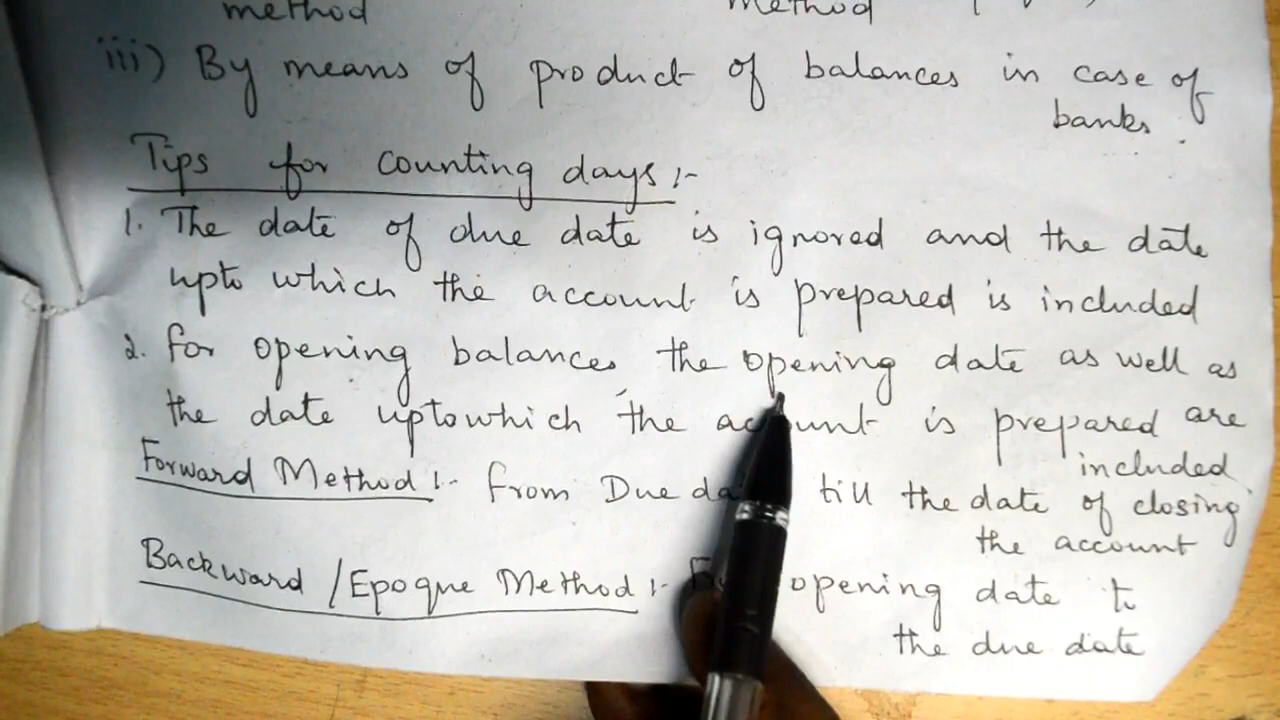 method method
iii) By means of product of balances in case of
banks.
Tips for counting days :-
1. The date of due date is ignored and the date
upto which the account is prepared is included
2. for opening balances the opening date as well as
the date upto which the account is prepared are
included
Forward Method :- from Due da till the date of closing
the account
Backward / Epoque Method :- opening date to
the due date